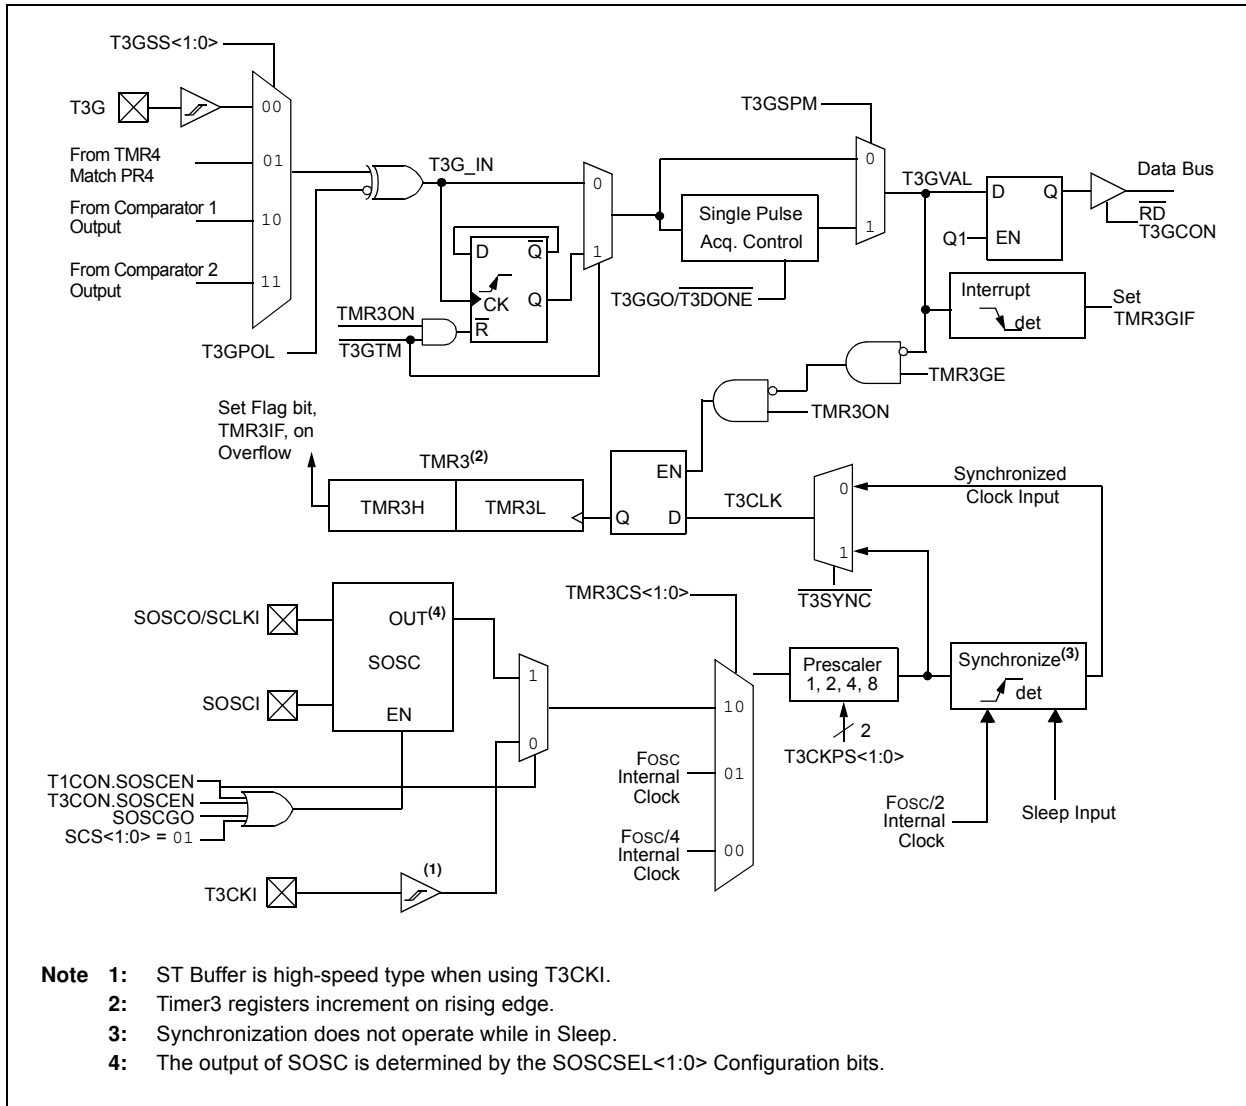 T3GSS<1:0>
T3G
00
From TMR4
Match PR4
01
From Comparator 1
Output
10
From Comparator 2
Output
11
T3GPOL
T3G_IN
0
1
D
Q
CK
Q
R
TMR3ON
T3GTM
T3GSPM
Single Pulse
Acq. Control
T3GGO/T3DONE
0
1
T3GVAL
D
Q
Q1
EN
Data Bus
RD
T3GCON
Interrupt
det
Set
TMR3GIF
TMR3GE
TMR3ON
Set Flag bit,
TMR3IF, on
Overflow
TMR3(2)
TMR3H
TMR3L
EN
Q
D
T3CLK
0
1
T3SYNC
Synchronized
Clock Input
SOSCO/SCLKI
SOSCI
OUT(4)
SOSC
EN
1
0
T1CON.SOSCEN
T3CON.SOSCEN
SOSCGO
SCS<1:0> = 01
T3CKI
(1)
TMR3CS<1:0>
10
FOSC
Internal
Clock
01
FOSC/4
Internal
Clock
00
Prescaler
1, 2, 4, 8
2
T3CKPS<1:0>
Synchronize(3)
det
FOSC/2
Internal
Clock
Sleep Input
Note 1: ST Buffer is high-speed type when using T3CKI.
2: Timer3 registers increment on rising edge.
3: Synchronization does not operate while in Sleep.
4: The output of SOSC is determined by the SOSCSEL<1:0> Configuration bits.